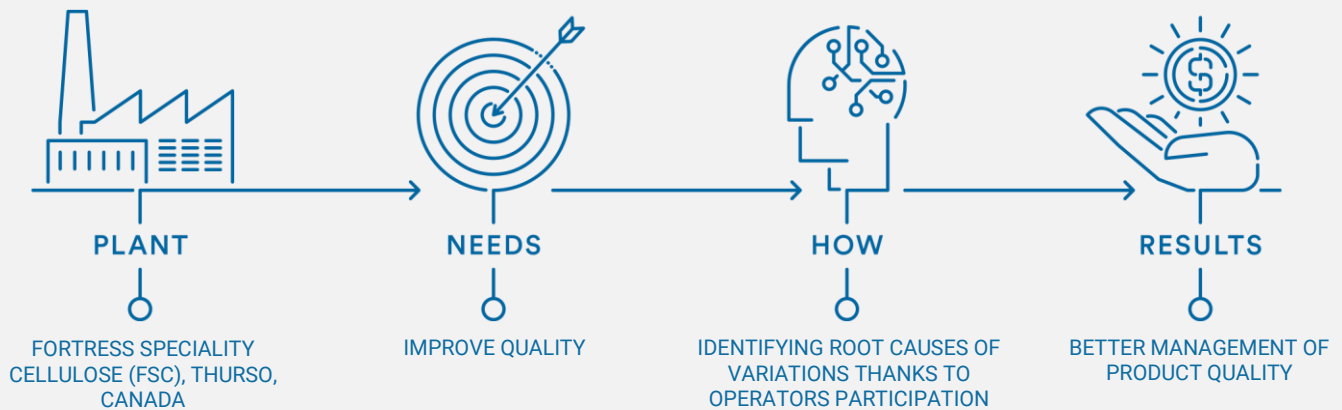 PLANT
FORTRESS SPECIALITY
CELLULOSE (FSC), THURSO,
CANADA
NEEDS
IMPROVE QUALITY
HOW
IDENTIFYING ROOT CAUSES OF
VARIATIONS THANKS TO
OPERATORS PARTICIPATION
$
RESULTS
BETTER MANAGEMENT OF
PRODUCT QUALITY